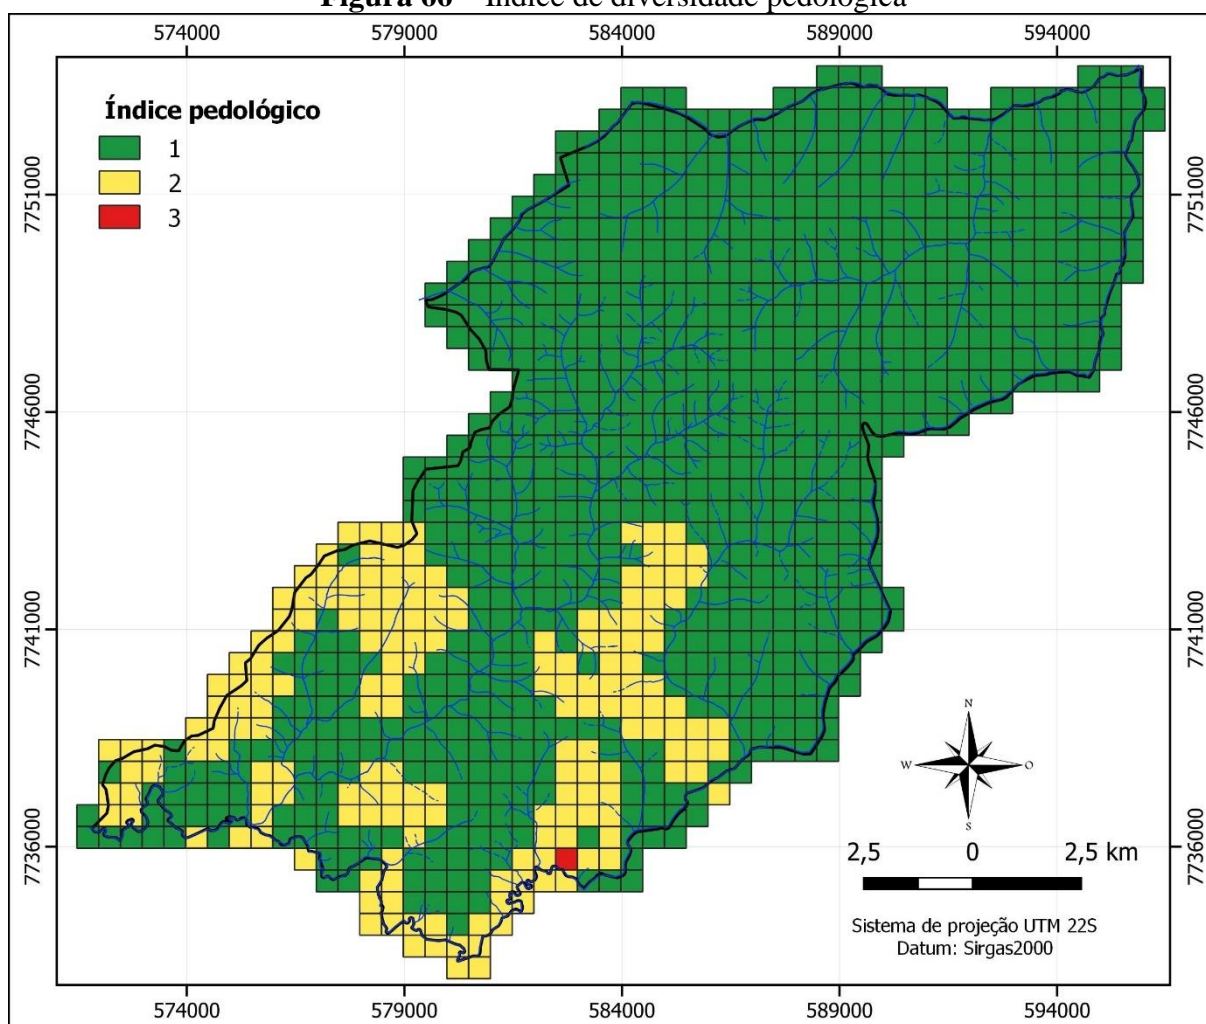 Figura 66 – Índice de diversidade pedológica
574000 579000 584000 589000 594000
Índice pedológico
1
2
3
7751000
7746000
7741000
7736000
7751000
7746000
7741000
7736000
N
W O
S
2,5 0 2,5 km
Sistema de projeção UTM 22S
Datum: Sirgas2000
574000 579000 584000 589000 594000